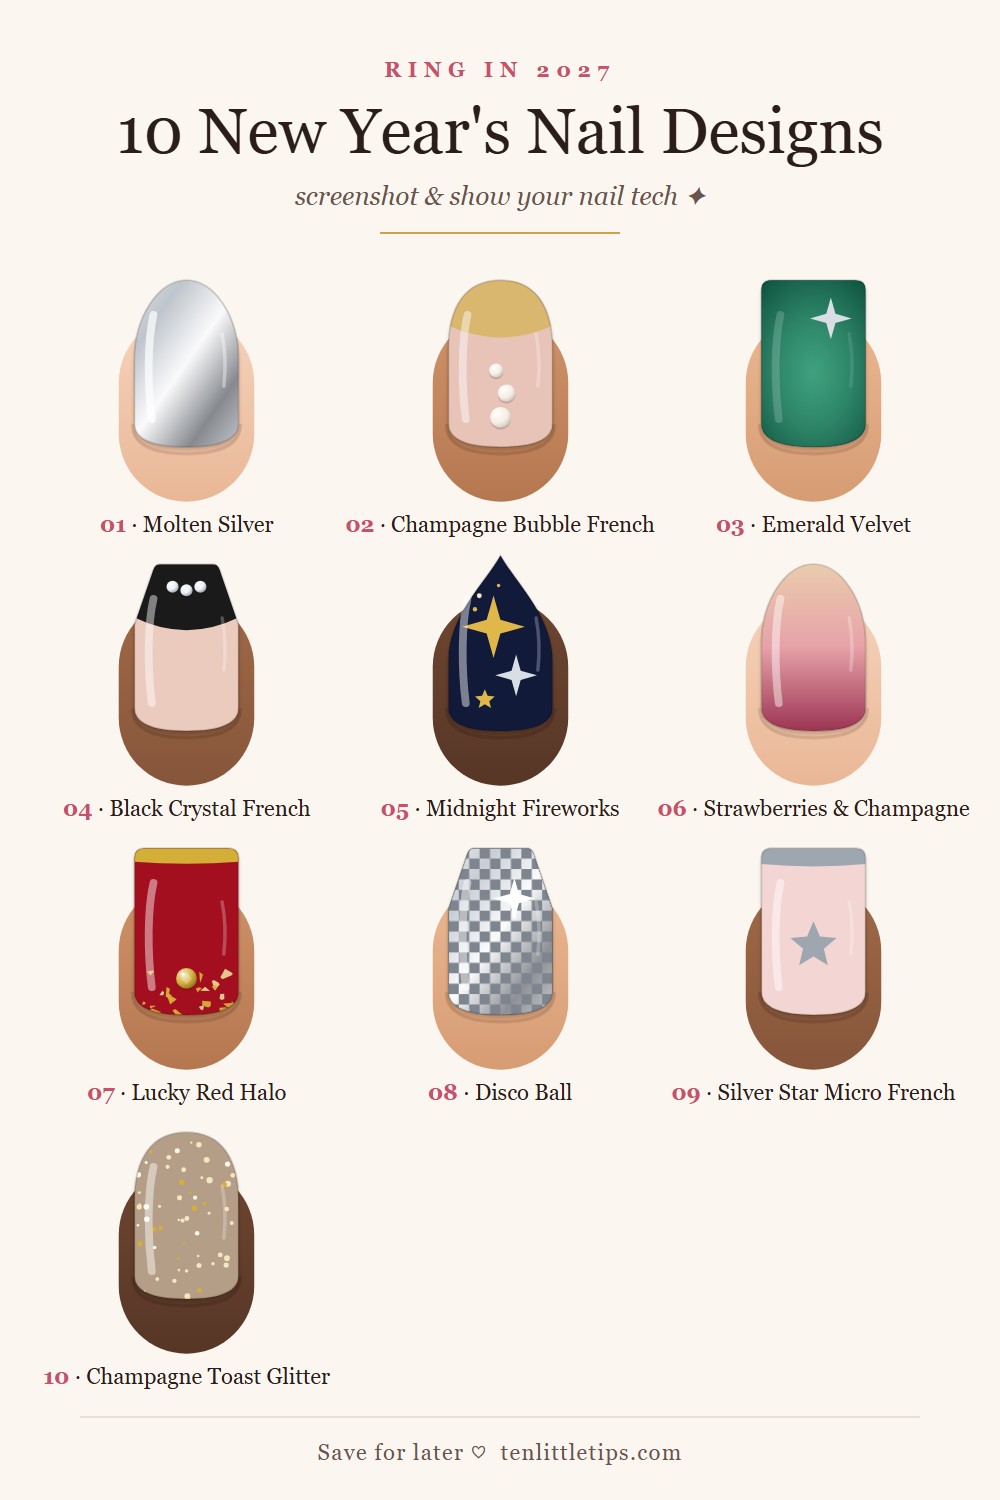 RING IN 2027
10 New Year's Nail Designs
screenshot & show your nail tech ✦
01 · Molten Silver
02 · Champagne Bubble French
03 · Emerald Velvet
04 · Black Crystal French
05 · Midnight Fireworks
06 · Strawberries & Champagne
07 · Lucky Red Halo
08 · Disco Ball
09 · Silver Star Micro French
10 · Champagne Toast Glitter
Save for later ♡ tenlittletips.com